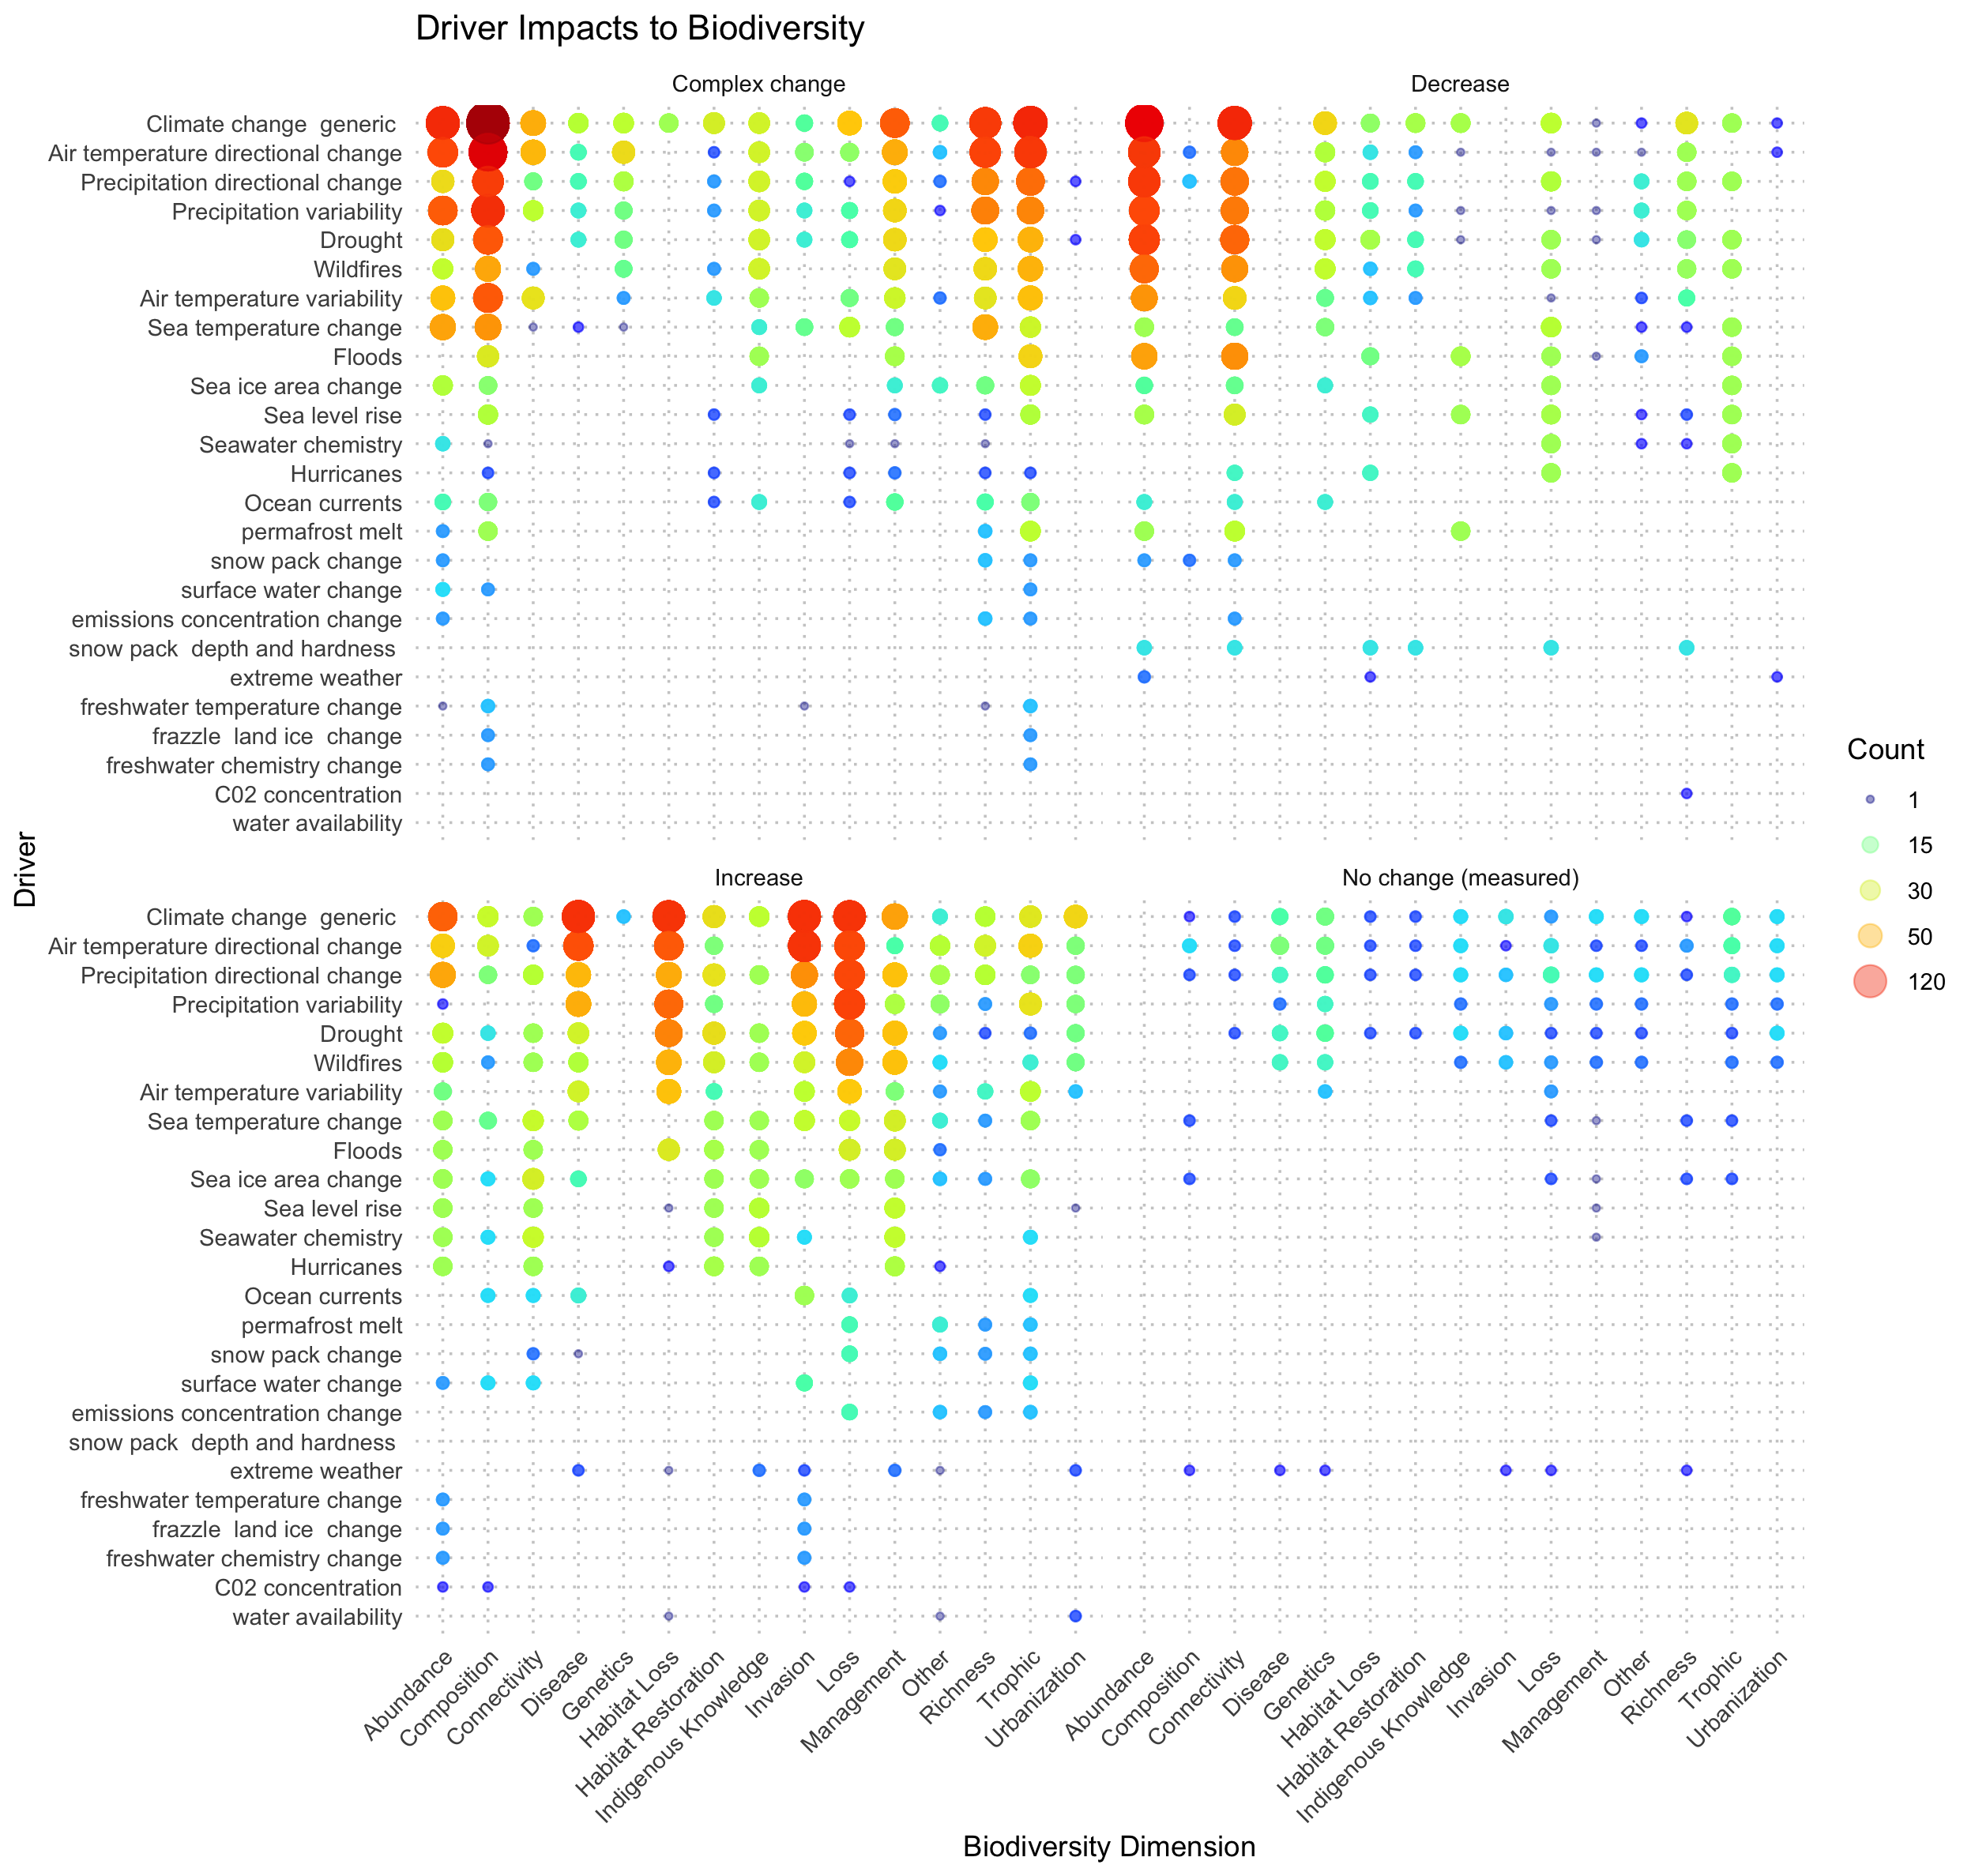 Driver Impacts to Biodiversity
Complex change
Decrease
Climate change  generic
Air temperature directional change
Precipitation directional change
Precipitation variability
Drought
Wildfires
Air temperature variability
Sea temperature change
Floods
Sea ice area change
Sea level rise
Seawater chemistry
Hurricanes
Ocean currents
permafrost melt
snow pack change
surface water change
emissions concentration change
snow pack  depth and hardness
extreme weather
freshwater temperature change
frazzle  land ice  change
freshwater chemistry change
C02 concentration
water availability
Driver
Increase
No change (measured)
Climate change  generic
Air temperature directional change
Precipitation directional change
Precipitation variability
Drought
Wildfires
Air temperature variability
Sea temperature change
Floods
Sea ice area change
Sea level rise
Seawater chemistry
Hurricanes
Ocean currents
permafrost melt
snow pack change
surface water change
emissions concentration change
snow pack  depth and hardness
extreme weather
freshwater temperature change
frazzle  land ice  change
freshwater chemistry change
C02 concentration
water availability
Abundance
Composition
Connectivity
Disease
Genetics
Habitat Loss
Habitat Restoration
Indigenous Knowledge
Invasion
Loss
Management
Other
Richness
Trophic
Urbanization
Abundance
Composition
Connectivity
Disease
Genetics
Habitat Loss
Habitat Restoration
Indigenous Knowledge
Invasion
Loss
Management
Other
Richness
Trophic
Urbanization
Biodiversity Dimension
Count
1
15
30
50
120